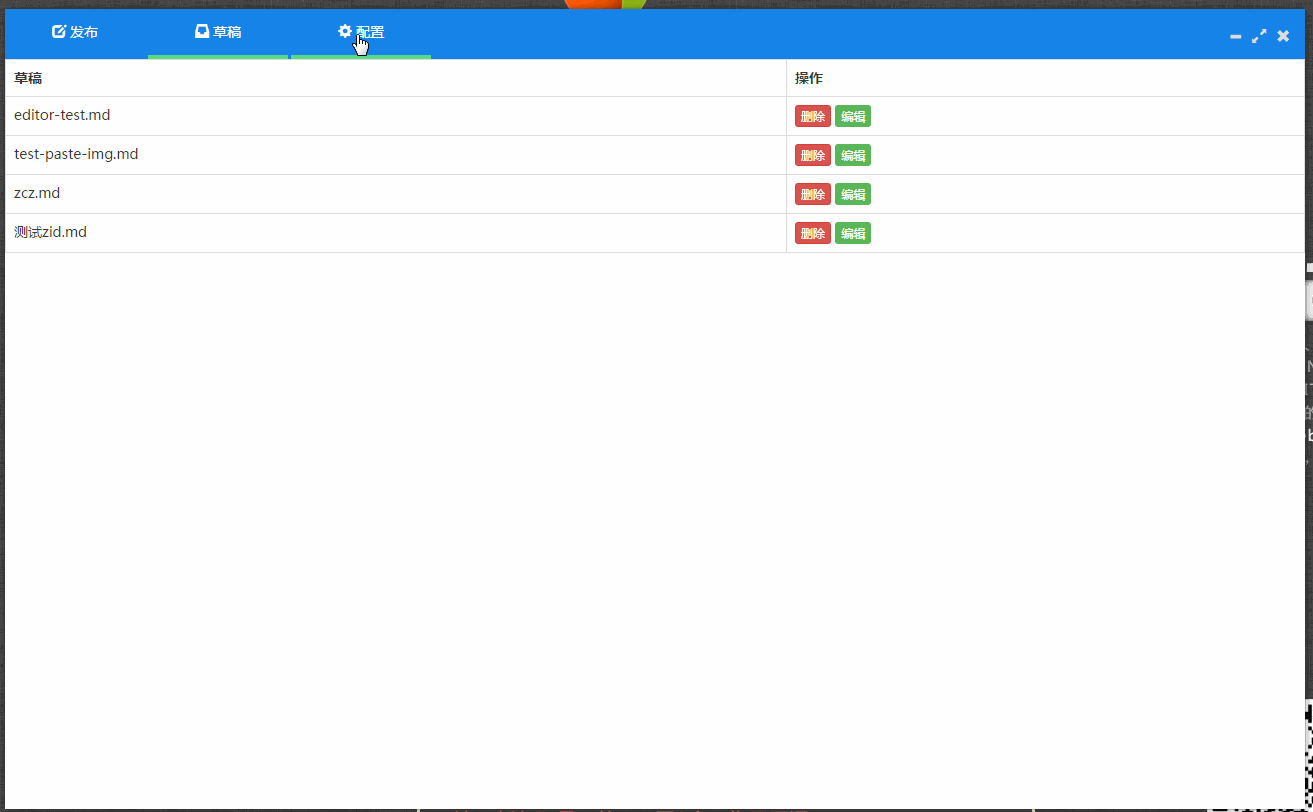 发布 草稿 配置
草稿 操作
editor-test.md 删除 编辑
test-paste-img.md 删除 编辑
zcz.md 删除 编辑
测试zid.md 删除 编辑